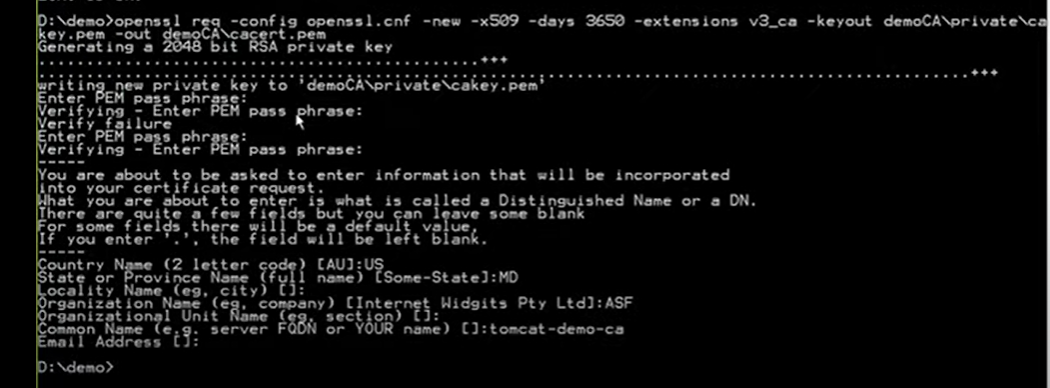 D:\demo>openssl req -config openssl.cnf -new -x509 -days 3650 -extensions v3_ca -keyout demoCA\private\ca
key.pem -out demoCA\cacert.pem
Generating a 2048 bit RSA private key
..................................................+++
....................................................................................................................+++
writing new private key to 'demoCA\private\cakey.pem'
Enter PEM pass phrase:
Verifying - Enter PEM pass phrase:
Verify failure
Enter PEM pass phrase:
Verifying - Enter PEM pass phrase:
-----
You are about to be asked to enter information that will be incorporated
into your certificate request.
What you are about to enter is what is called a Distinguished Name or a DN.
There are quite a few fields but you can leave some blank
For some fields there will be a default value,
If you enter '.', the field will be left blank.
-----
Country Name (2 letter code) [AU]:US
State or Province Name (full name) [Some-State]:MD
Locality Name (eg, city) []:
Organization Name (eg, company) [Internet Widgits Pty Ltd]:ASF
Organizational Unit Name (eg, section) []:
Common Name (e.g. server FQDN or YOUR name) []:tomcat-demo-ca
Email Address []:
D:\demo>